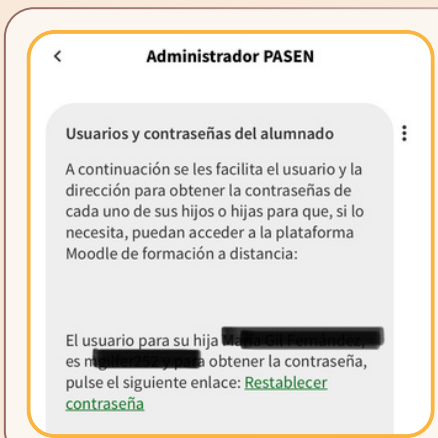 Administrador PASEN
Usuarios y contraseñas del alumnado
A continuación se les facilita el usuario y la
dirección para obtener la contraseñas de
cada uno de sus hijos o hijas para que, si lo
necesita, puedan acceder a la plataforma
Moodle de formación a distancia:
El usuario para su hija
es y para obtener la contraseña,
pulse el siguiente enlace: Restablecer
contraseña